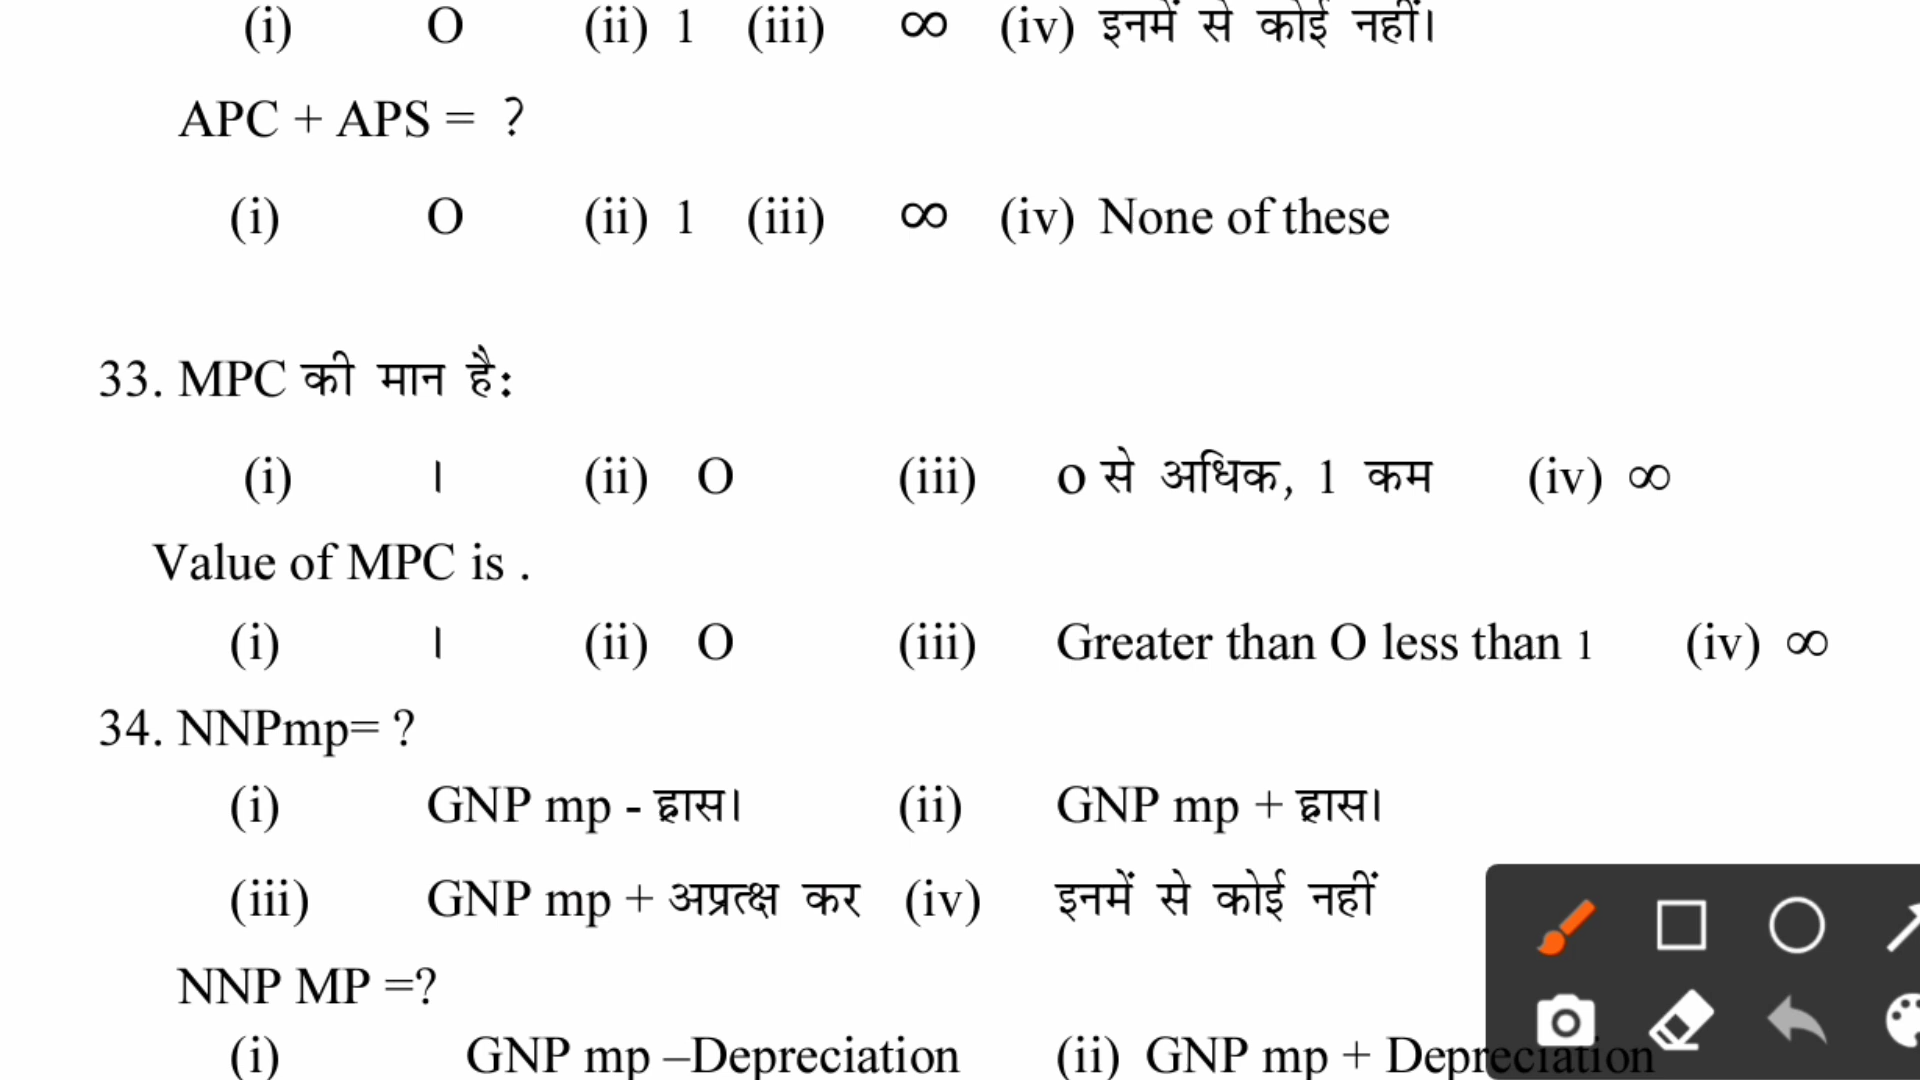 (i) O (ii) 1 (iii) ∞ (iv) इनमें से कोई नहीं।
APC + APS = ?
(i) O (ii) 1 (iii) ∞ (iv) None of these
33. MPC की मान है:
(i) । (ii) O (iii) o से अधिक, 1 कम (iv) ∞
Value of MPC is .
(i) । (ii) O (iii) Greater than O less than 1 (iv) ∞
34. NNPmp= ?
(i) GNP mp - ह्रास। (ii) GNP mp + ह्रास।
(iii) GNP mp + अप्रत्क्ष कर (iv) इनमें से कोई नहीं
NNP MP =?
(i) GNP mp –Depreciation (ii) GNP mp + Depreciation